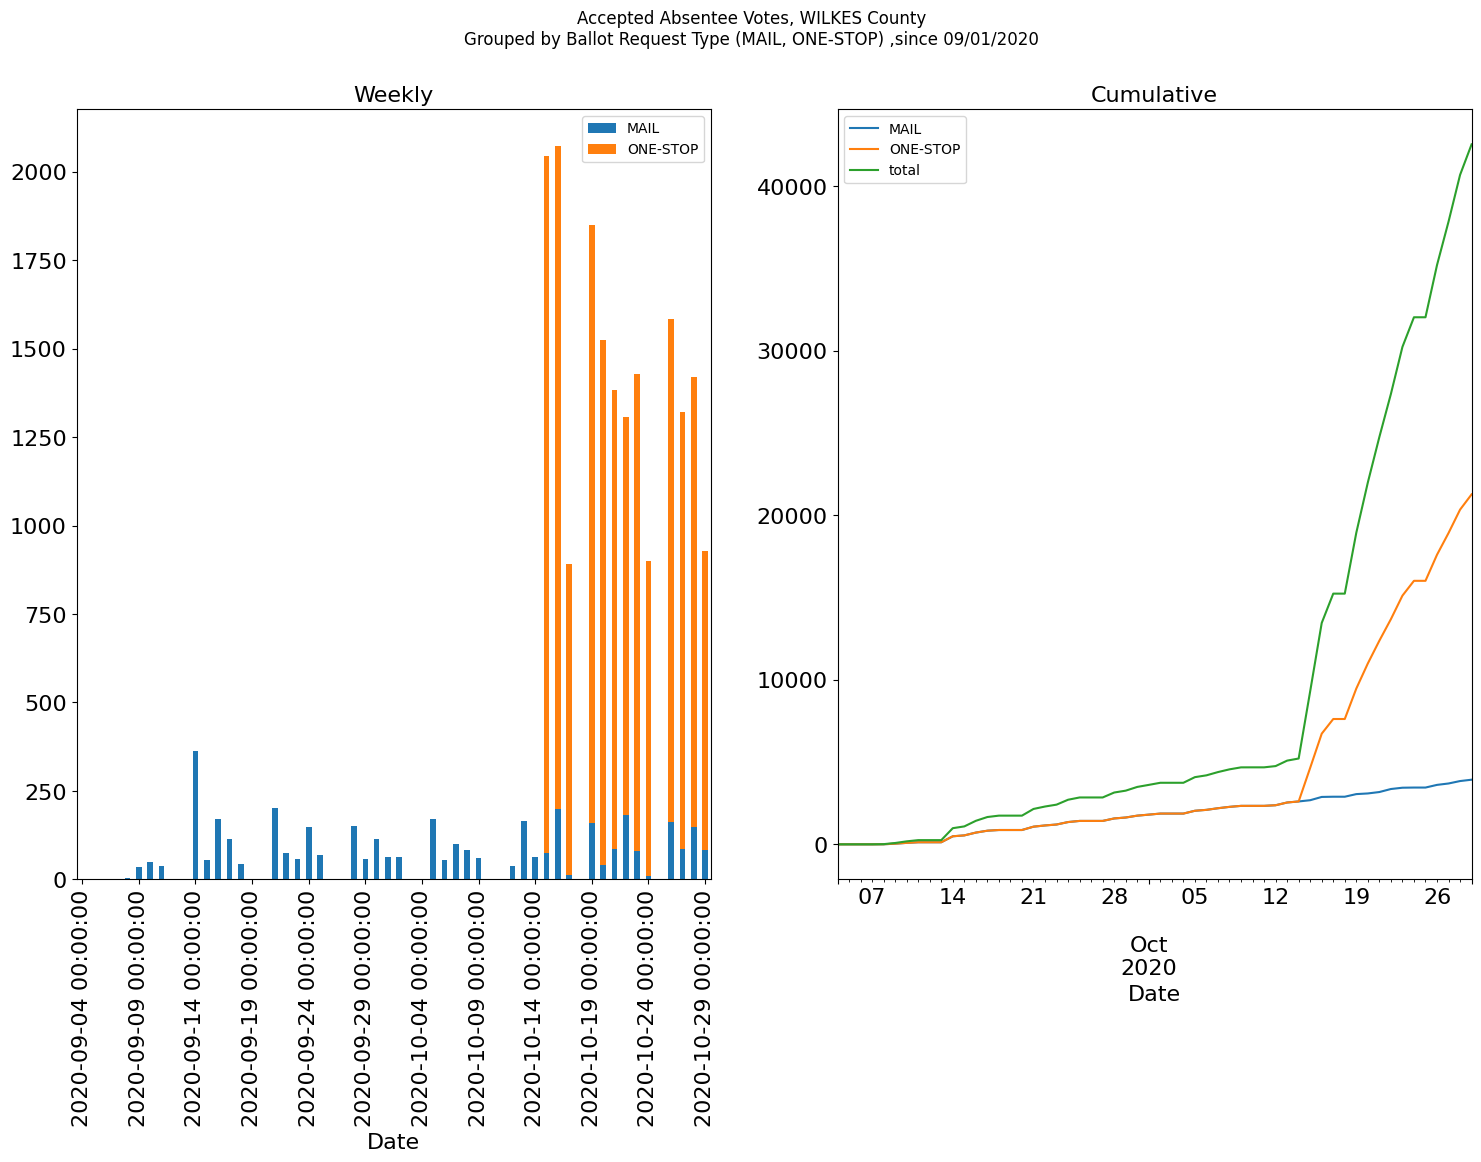 Accepted Absentee Votes, WILKES County
Grouped by Ballot Request Type (MAIL, ONE-STOP) ,since 09/01/2020
Weekly
MAIL
ONE-STOP
2000
1750
1500
1250
1000
750
500
250
0
2020-09-04 00:00:00
2020-09-09 00:00:00
2020-09-14 00:00:00
2020-09-19 00:00:00
2020-09-24 00:00:00
2020-09-29 00:00:00
2020-10-04 00:00:00
2020-10-09 00:00:00
2020-10-14 00:00:00
2020-10-19 00:00:00
2020-10-24 00:00:00
2020-10-29 00:00:00
Date
Cumulative
MAIL
ONE-STOP
total
40000
30000
20000
10000
0
07 14 21 28 05 12 19 26
Oct
2020
Date